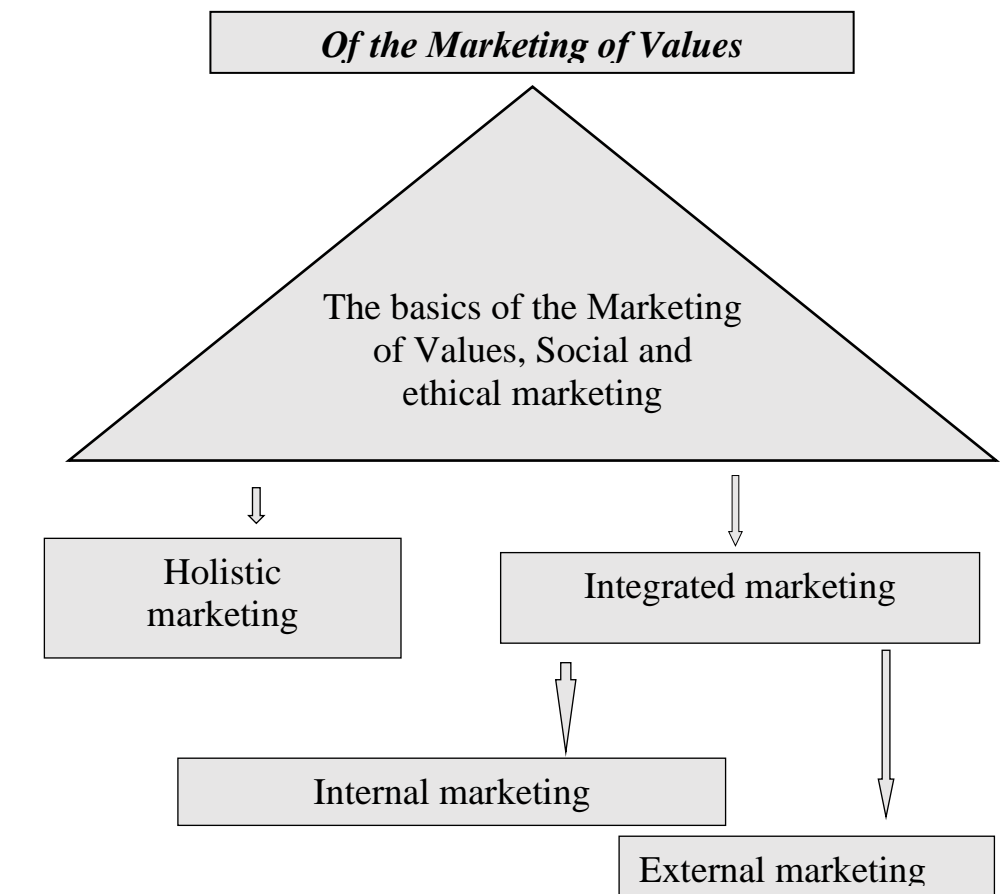 Of the Marketing of Values
The basics of the Marketing
of Values, Social and
ethical marketing
Holistic
marketing
Integrated marketing
Internal marketing
External marketing